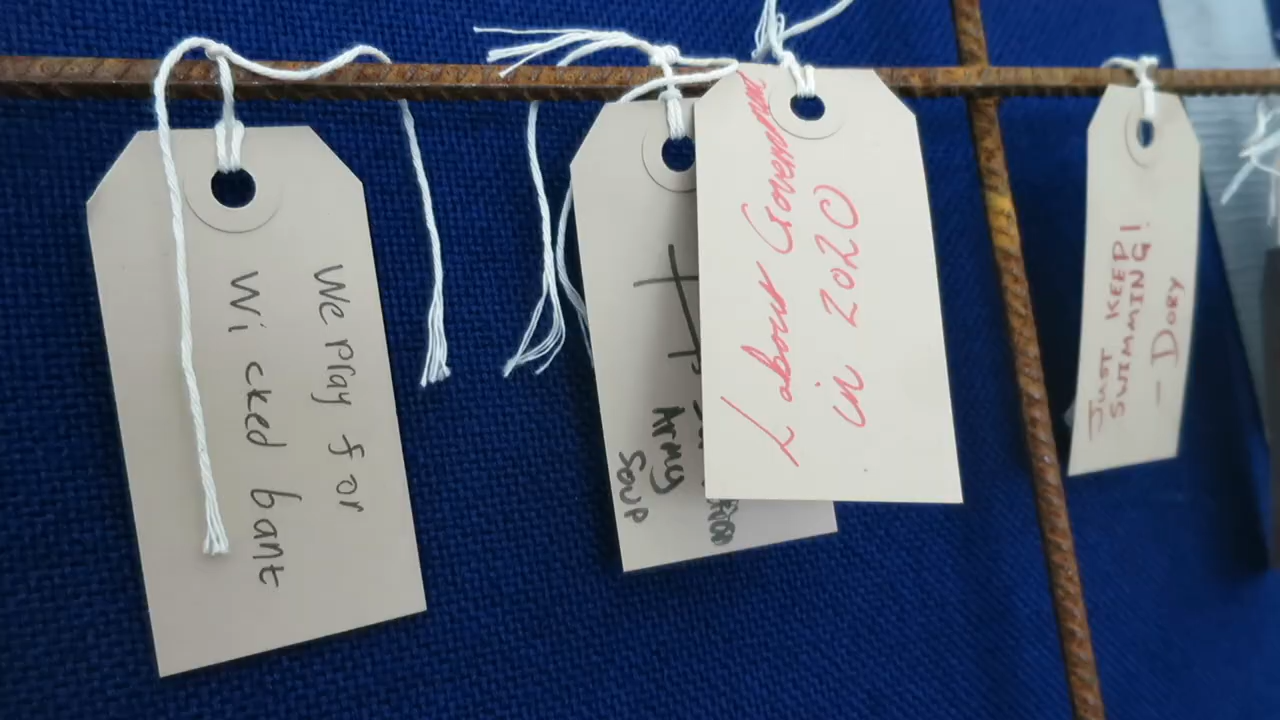 We play for
Wicked bant
Army
Soup
Labour Government
in 2020
JUST KEEP
SWIMMING!
- DORY